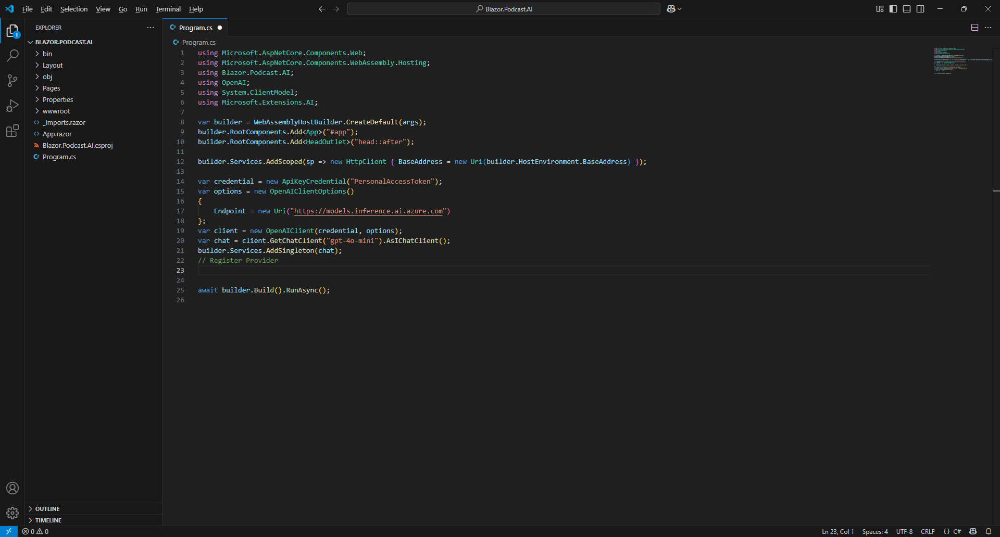 File Edit Selection View Go Run Terminal Help
Blazor.Podcast.AI
EXPLORER
BLAZOR.PODCAST.AI
bin
Layout
obj
Pages
Properties
wwwroot
_Imports.razor
App.razor
Blazor.Podcast.AI.csproj
Program.cs
OUTLINE
TIMELINE
1
Program.cs
Program.cs
1 using Microsoft.AspNetCore.Components.Web;
2 using Microsoft.AspNetCore.Components.WebAssembly.Hosting;
3 using Blazor.Podcast.AI;
4 using OpenAI;
5 using System.ClientModel;
6 using Microsoft.Extensions.AI;
7
8 var builder = WebAssemblyHostBuilder.CreateDefault(args);
9 builder.RootComponents.Add<App>("#app");
10 builder.RootComponents.Add<HeadOutlet>("head::after");
11
12 builder.Services.AddScoped(sp => new HttpClient { BaseAddress = new Uri(builder.HostEnvironment.BaseAddress) });
13
14 var credential = new ApiKeyCredential("PersonalAccessToken");
15 var options = new OpenAIClientOptions()
16 {
17     Endpoint = new Uri("https://models.inference.ai.azure.com")
18 };
19 var client = new OpenAIClient(credential, options);
20 var chat = client.GetChatClient("gpt-4o-mini").AsIChatClient();
21 builder.Services.AddSingleton(chat);
22 // Register Provider
23
24
25 await builder.Build().RunAsync();
26
0 0
Ln 23, Col 1 Spaces: 4 UTF-8 CRLF {} C#